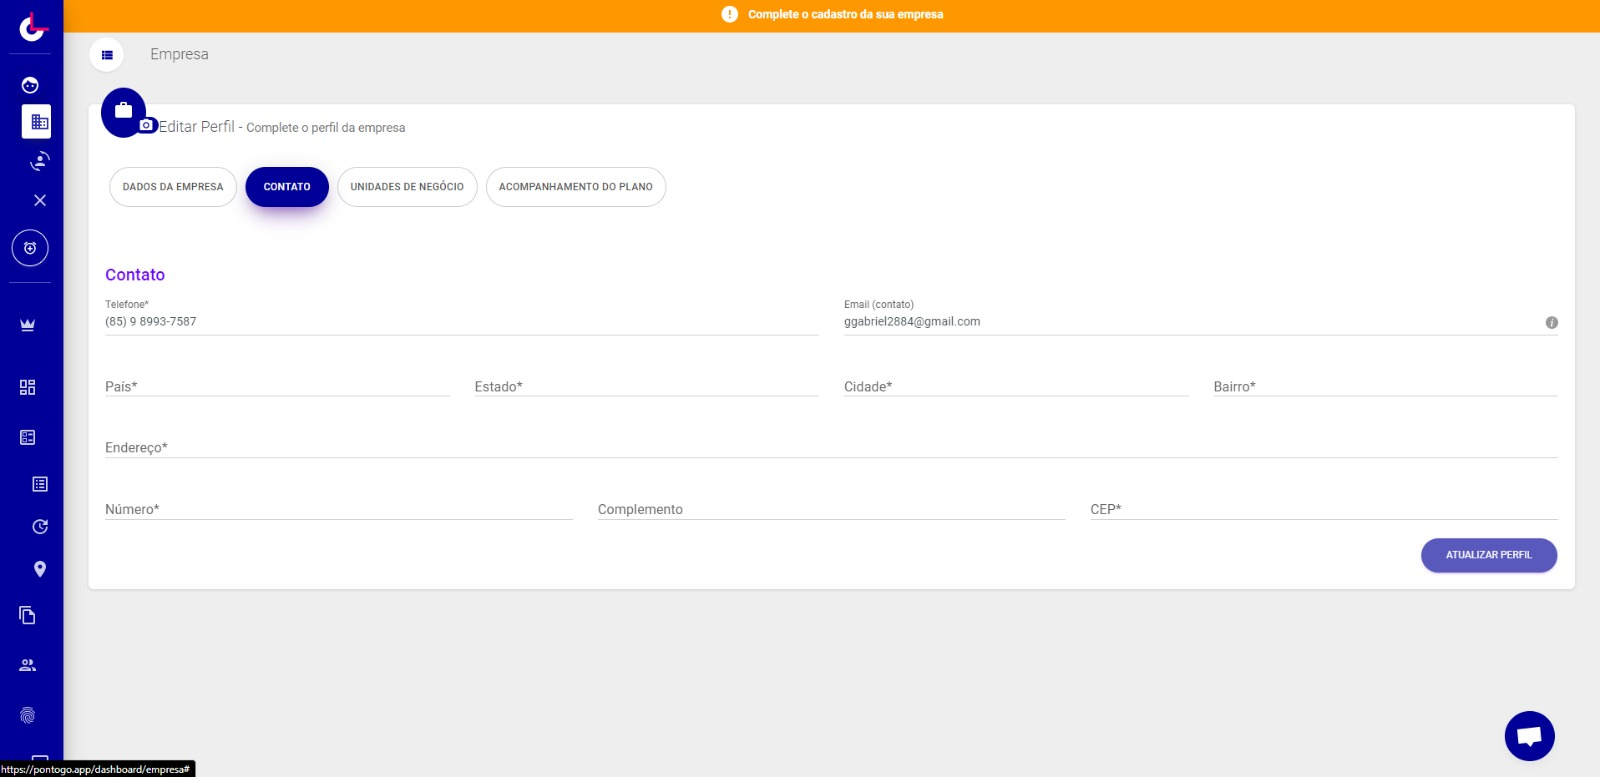 Complete o cadastro da sua empresa
Empresa
Editar Perfil - Complete o perfil da empresa
DADOS DA EMPRESA
CONTATO
UNIDADES DE NEGÓCIO
ACOMPANHAMENTO DO PLANO
Contato
Telefone*
Email (contato)
(85) 9 8993-7587
ggabriel2884@gmail.com
País*
Estado*
Cidade*
Bairro*
Endereço*
Número*
Complemento
CEP*
ATUALIZAR PERFIL
https://pontogo.app/dashboard/empresa#